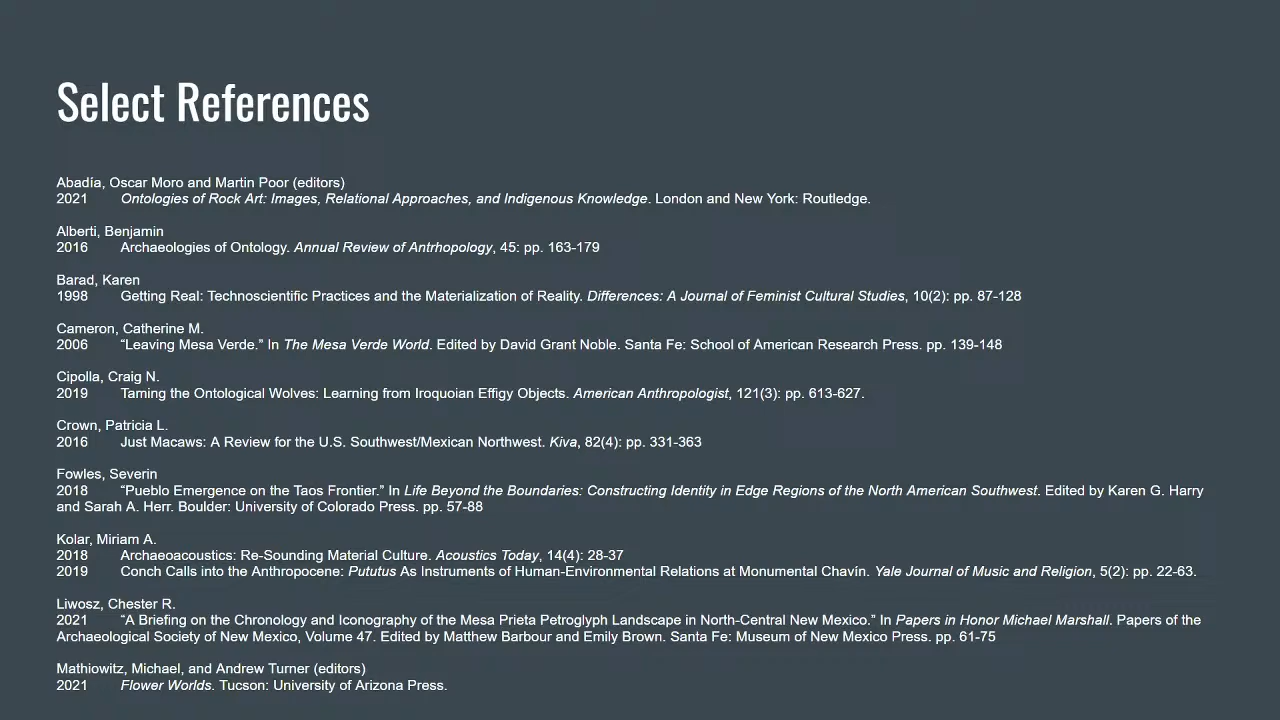 Select References
Abadía, Oscar Moro and Martin Poor (editors)
2021 Ontologies of Rock Art: Images, Relational Approaches, and Indigenous Knowledge. London and New York: Routledge.
Alberti, Benjamin
2016 Archaeologies of Ontology. Annual Review of Antrhopology, 45: pp. 163-179
Barad, Karen
1998 Getting Real: Technoscientific Practices and the Materialization of Reality. Differences: A Journal of Feminist Cultural Studies, 10(2): pp. 87-128
Cameron, Catherine M.
2006 “Leaving Mesa Verde.” In The Mesa Verde World. Edited by David Grant Noble. Santa Fe: School of American Research Press. pp. 139-148
Cipolla, Craig N.
2019 Taming the Ontological Wolves: Learning from Iroquoian Effigy Objects. American Anthropologist, 121(3): pp. 613-627.
Crown, Patricia L.
2016 Just Macaws: A Review for the U.S. Southwest/Mexican Northwest. Kiva, 82(4): pp. 331-363
Fowles, Severin
2018 “Pueblo Emergence on the Taos Frontier.” In Life Beyond the Boundaries: Constructing Identity in Edge Regions of the North American Southwest. Edited by Karen G. Harry
and Sarah A. Herr. Boulder: University of Colorado Press. pp. 57-88
Kolar, Miriam A.
2018 Archaeoacoustics: Re-Sounding Material Culture. Acoustics Today, 14(4): 28-37
2019 Conch Calls into the Anthropocene: Pututus As Instruments of Human-Environmental Relations at Monumental Chavín. Yale Journal of Music and Religion, 5(2): pp. 22-63.
Liwosz, Chester R.
2021 “A Briefing on the Chronology and Iconography of the Mesa Prieta Petroglyph Landscape in North-Central New Mexico.” In Papers in Honor Michael Marshall. Papers of the
Archaeological Society of New Mexico, Volume 47. Edited by Matthew Barbour and Emily Brown. Santa Fe: Museum of New Mexico Press. pp. 61-75
Mathiowitz, Michael, and Andrew Turner (editors)
2021 Flower Worlds. Tucson: University of Arizona Press.